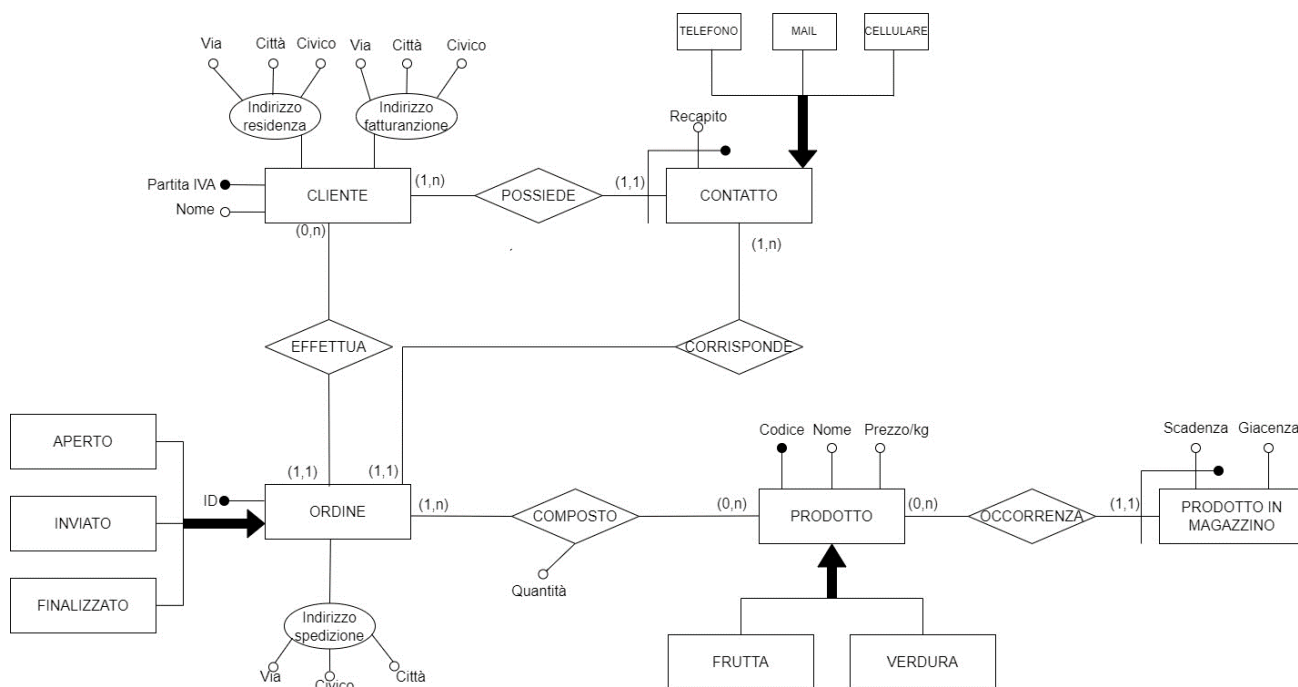 TELEFONO
MAIL
CELLULARE
Via
Città
Civico
Via
Città
Civico
Indirizzo
residenza
Indirizzo
fatturanzione
Recapito
Partita IVA
Nome
CLIENTE
(1,n)
POSSIEDE
(1,1)
CONTATTO
(0,n)
(1,n)
EFFETTUA
CORRISPONDE
APERTO
INVIATO
FINALIZZATO
(1,1)
(1,1)
ID
ORDINE
(1,n)
COMPOSTO
Quantità
(0,n)
Codice
Nome
Prezzo/kg
PRODOTTO
(0,n)
OCCORRENZA
(1,1)
Scadenza
Giacenza
PRODOTTO IN
MAGAZZINO
Indirizzo
spedizione
Via
Civico
Città
FRUTTA
VERDURA